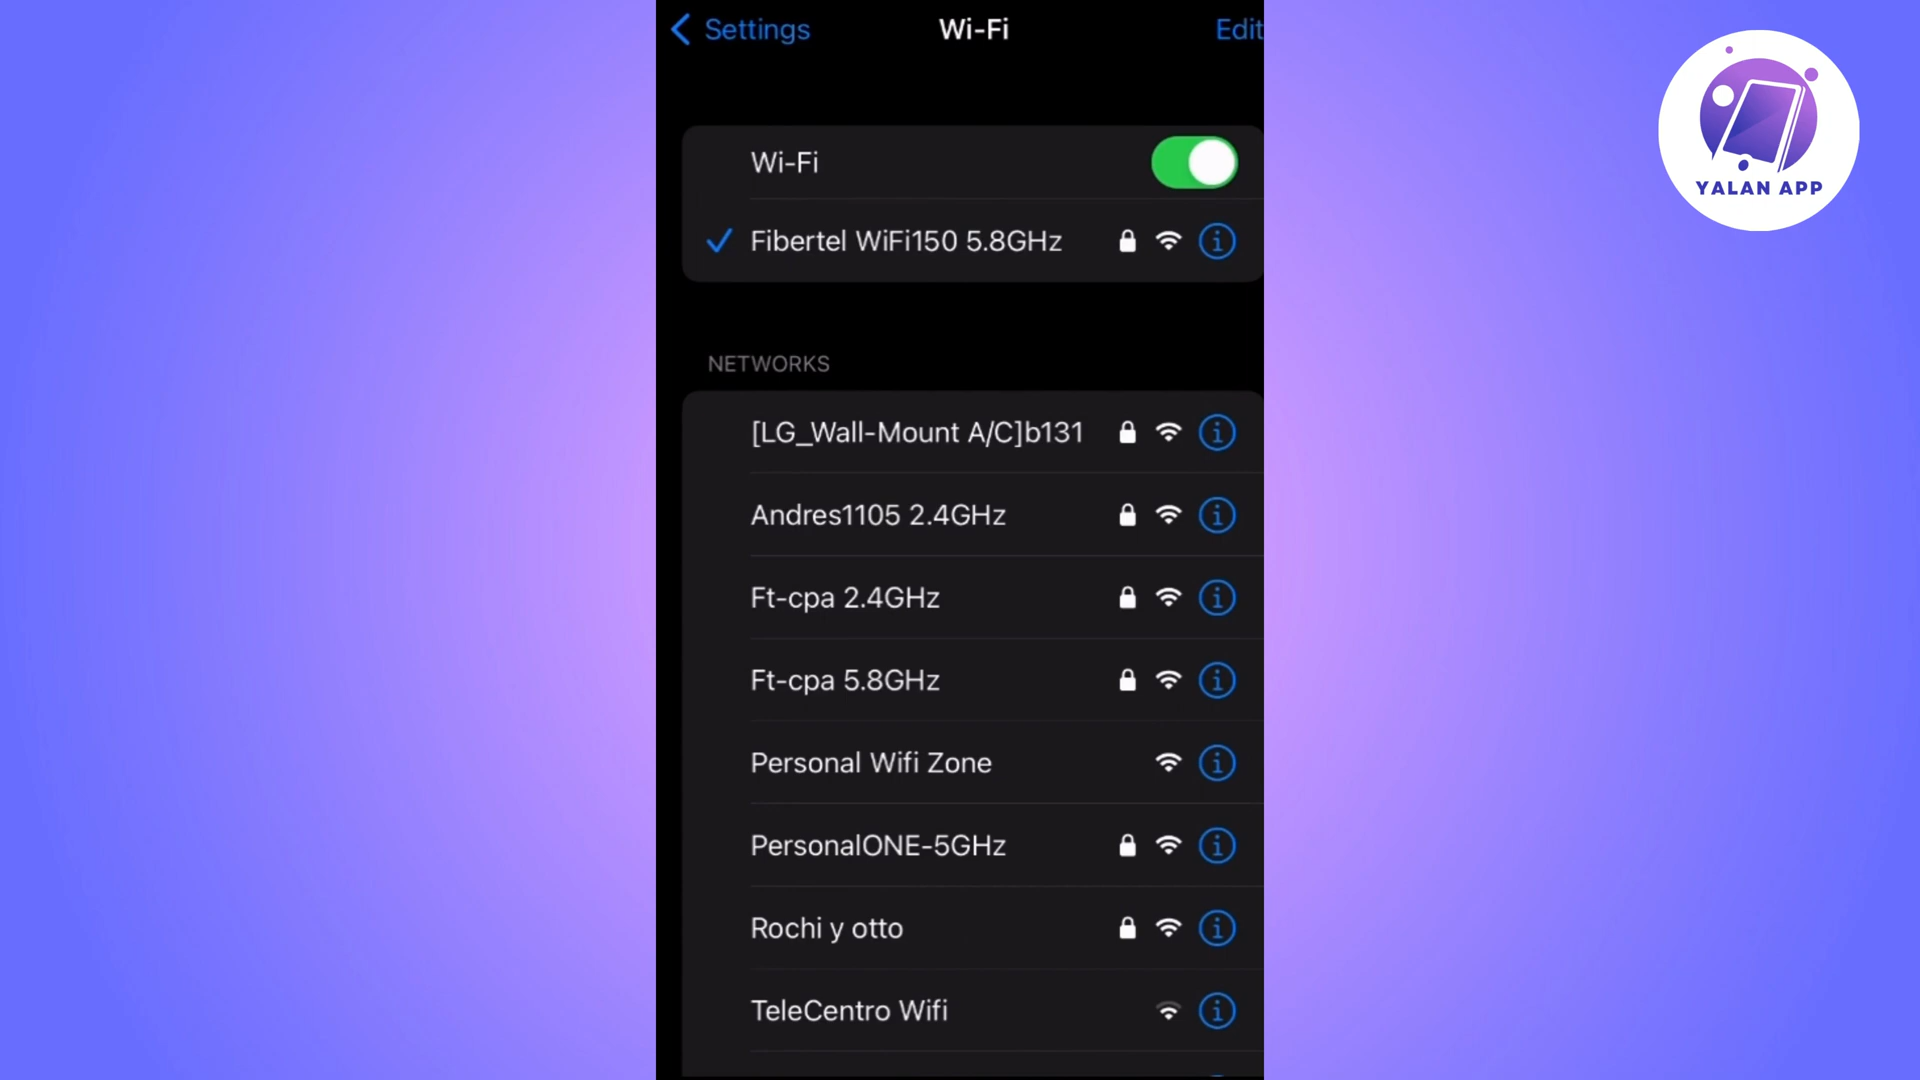 Settings
Wi-Fi
Edit
YALAN APP
Wi-Fi
Fibertel WiFi150 5.8GHz
NETWORKS
[LG_Wall-Mount A/C]b131
Andres1105 2.4GHz
Ft-cpa 2.4GHz
Ft-cpa 5.8GHz
Personal Wifi Zone
PersonalONE-5GHz
Rochi y otto
TeleCentro Wifi